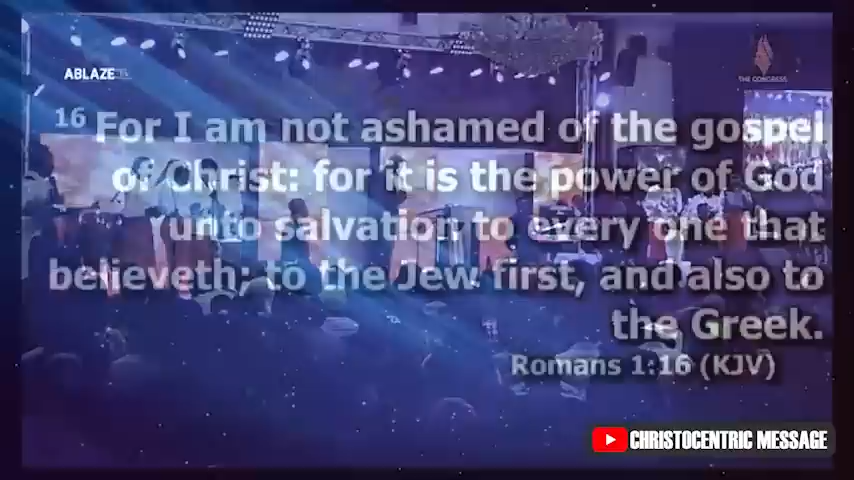 ABLAZE
THE CONGRESS
16 For I am not ashamed of the gospel
of Christ: for it is the power of God
unto salvation to every one that
believeth; to the Jew first, and also to
the Greek.
Romans 1:16 (KJV)
CHRISTOCENTRIC MESSAGE